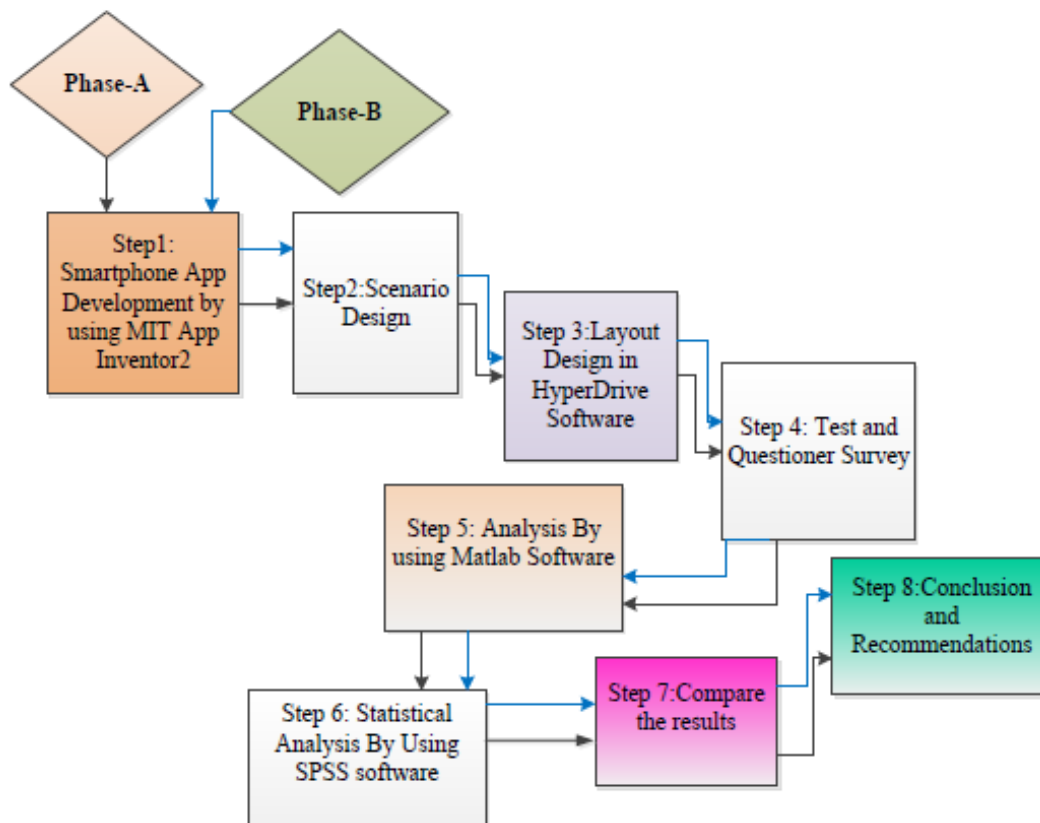 Phase-A
Phase-B
Step1:
Smartphone App
Development by
using MIT App
Inventor2
Step2:Scenario
Design
Step 3:Layout
Design in
HyperDrive
Software
Step 4: Test and
Questioner Survey
Step 5: Analysis By
using Matlab Software
Step 6: Statistical
Analysis By Using
SPSS software
Step 7:Compare
the results
Step 8:Conclusion
and
Recommendations